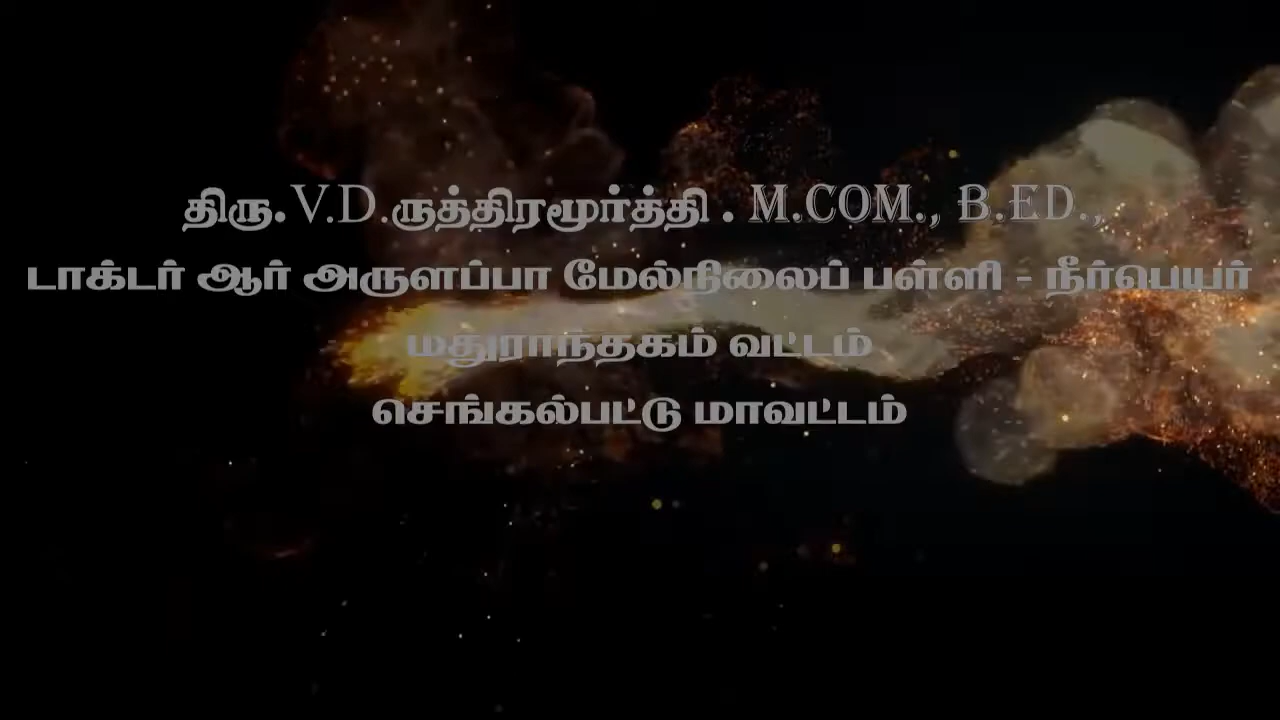 திரு.V.D.ருத்திரமூர்த்தி . M.COM., B.ED.,
டாக்டர் ஆர் அருளப்பா மேல்நிலைப் பள்ளி - நீர்பெயர்
மதுராந்தகம் வட்டம்
செங்கல்பட்டு மாவட்டம்